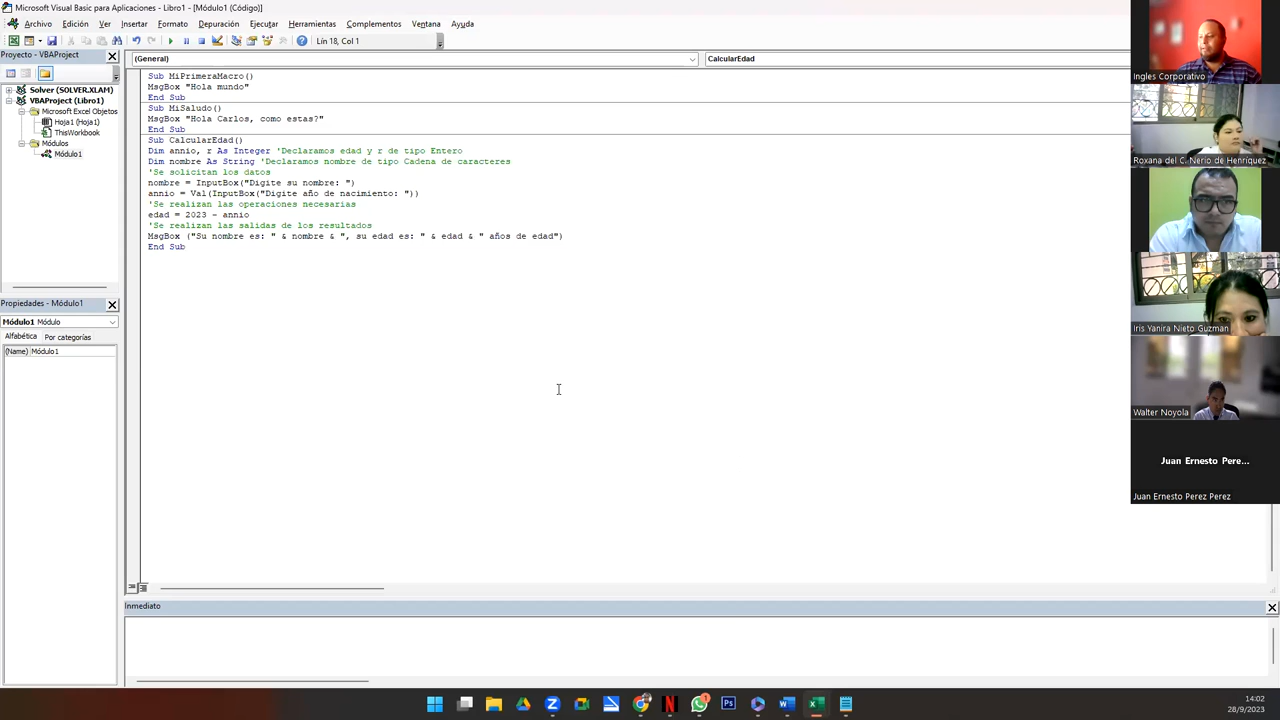 Microsoft Visual Basic para Aplicaciones - Libro1 - [Módulo1 (Código)]
Archivo Edición Ver Insertar Formato Depuración Ejecutar Herramientas Complementos Ventana Ayuda
Lín 18, Col 1
Proyecto - VBAProject
Solver (SOLVER.XLAM)
VBAProject (Libro1)
Microsoft Excel Objetos
Hoja1 (Hoja1)
ThisWorkbook
Módulos
Módulo1
Propiedades - Módulo1
Módulo1 Módulo
Alfabética Por categorías
(Name) Módulo1
(General)
CalcularEdad
Sub MiPrimeraMacro()
MsgBox "Hola mundo"
End Sub
Sub MiSaludo()
MsgBox "Hola Carlos, como estas?"
End Sub
Sub CalcularEdad()
Dim annio, r As Integer 'Declaramos edad y r de tipo Entero
Dim nombre As String 'Declaramos nombre de tipo Cadena de caracteres
'Se solicitan los datos
nombre = InputBox("Digite su nombre: ")
annio = Val(InputBox("Digite año de nacimiento: "))
'Se realizan las operaciones necesarias
edad = 2023 - annio
'Se realizan las salidas de los resultados
MsgBox ("Su nombre es: " & nombre & ", su edad es: " & edad & " años de edad")
End Sub
Inmediato
Ingles Corporativo
Roxana del C. Nerio de Henríquez
Iris Yanira Nieto Guzman
Walter Noyola
Juan Ernesto Pere...
Juan Ernesto Perez Perez
14:02
28/9/2023